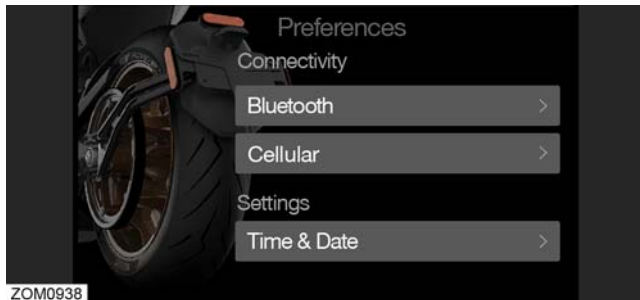 Preferences
Connectivity
Bluetooth
Cellular
Settings
Time & Date
ZOM0938